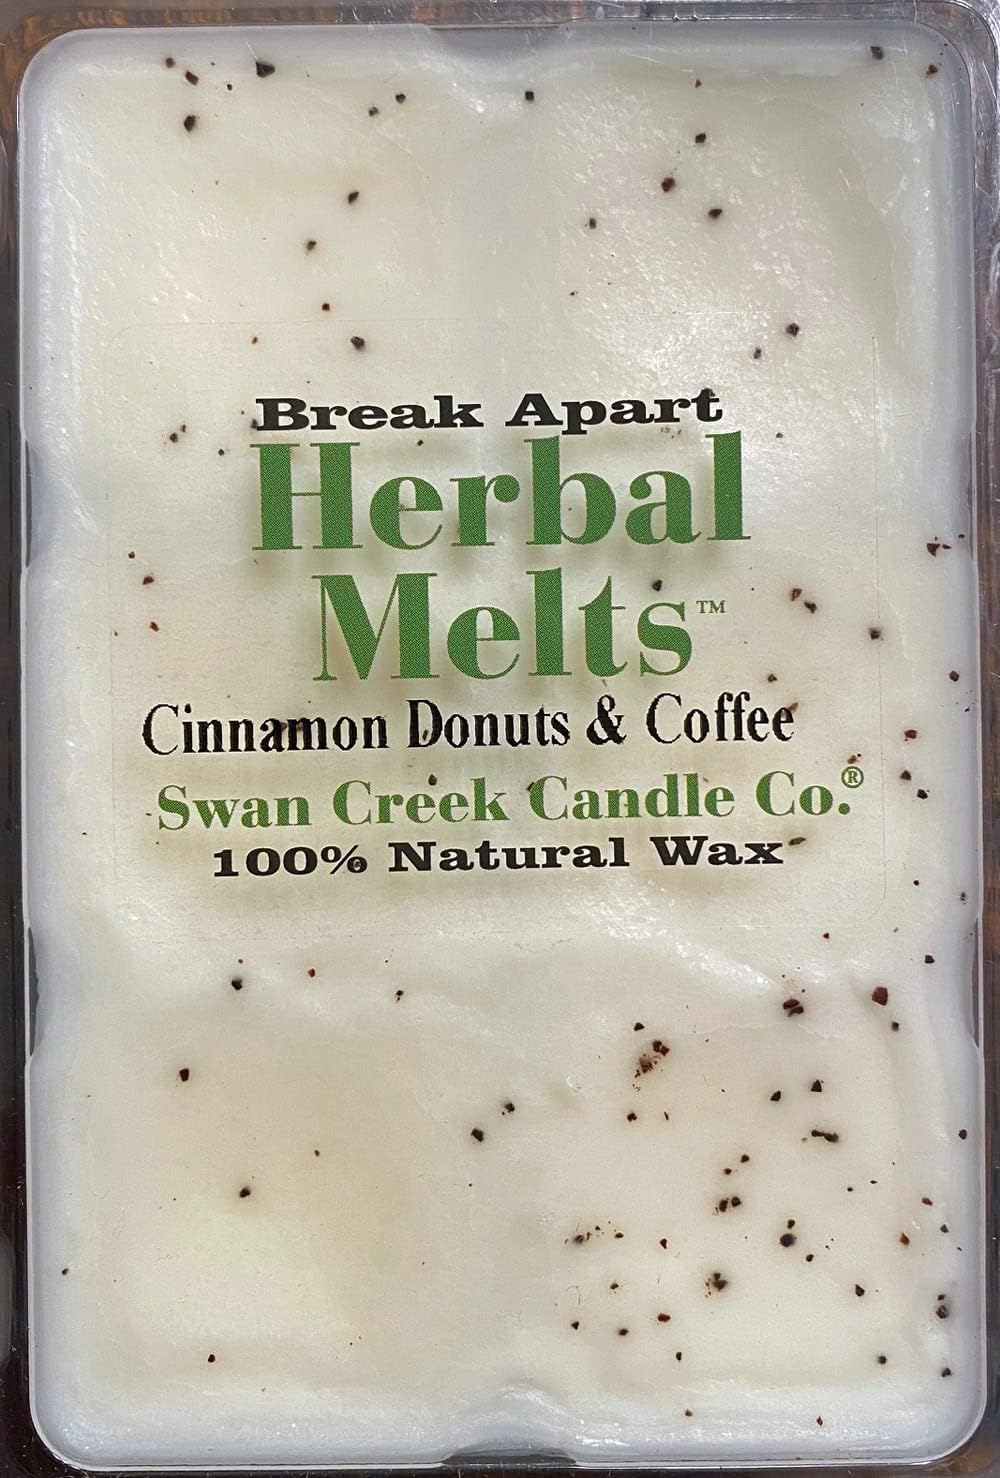 Break Apart
Herbal
Melts™
Cinnamon Donuts & Coffee
Swan Creek Candle Co.®
100% Natural Wax